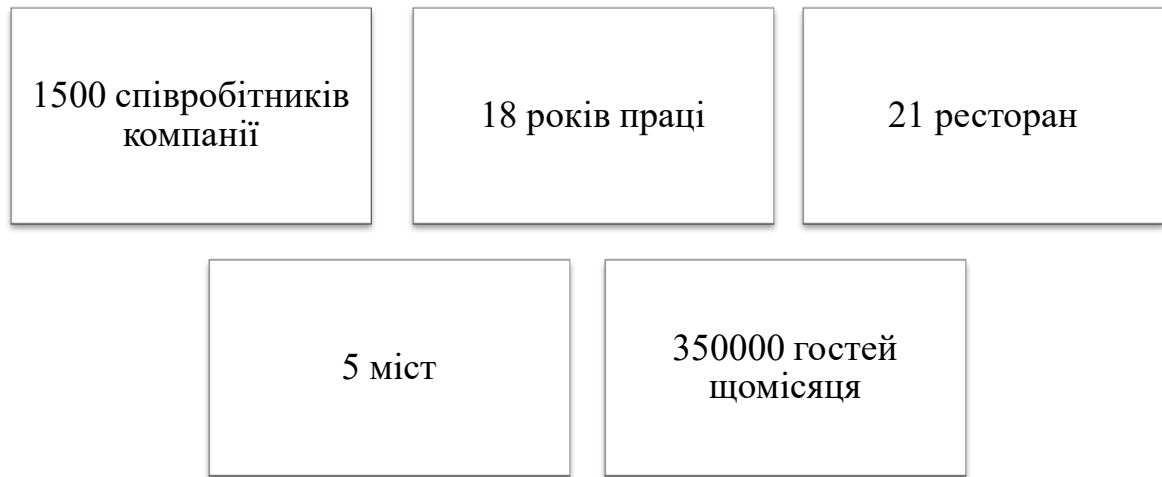 1500 співробітників
компанії
18 років праці
21 ресторан
5 міст
350000 гостей
щомісяця